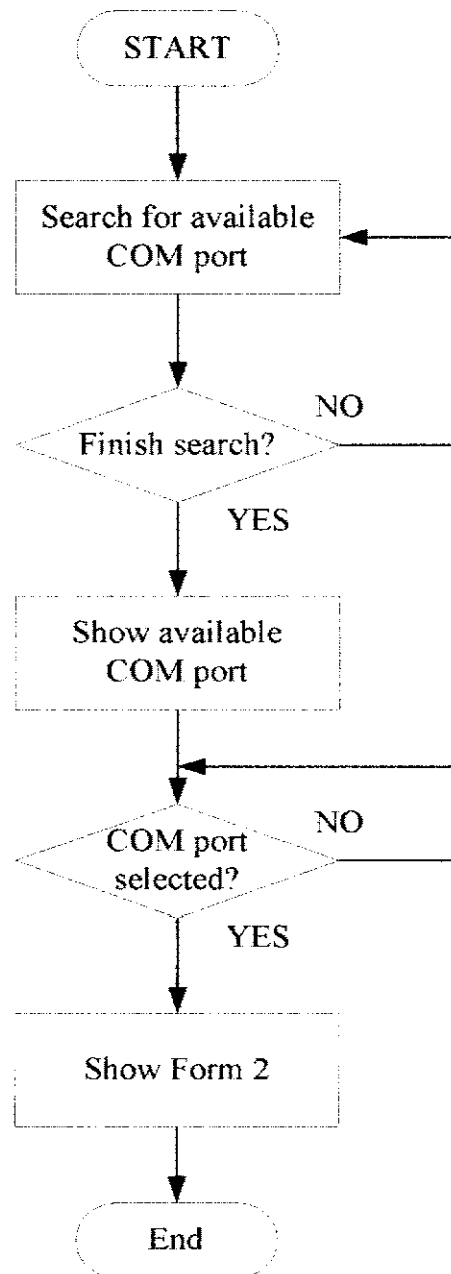 START
Search for available
COM port
NO
Finish search?
YES
Show available
COM port
NO
COM port
selected?
YES
Show Form 2
End